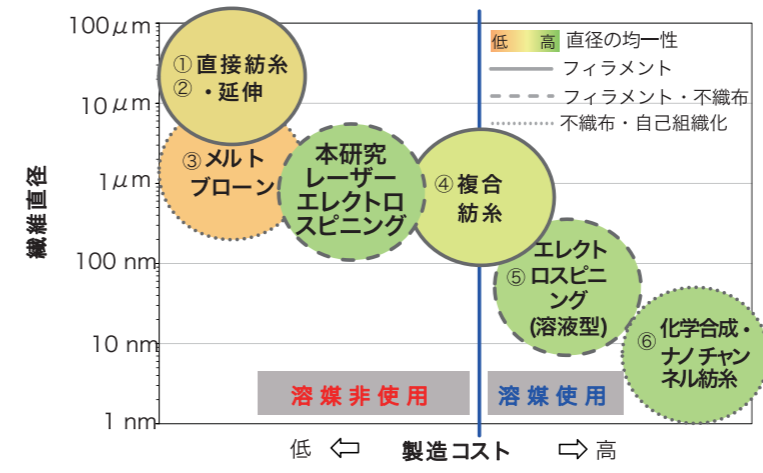 100μm
10μm
1μm
100 nm
10 nm
1 nm
繊維直径
低 高 直径の均一性
フィラメント
フィラメント・不織布
不織布・自己組織化
①直接紡糸
②・延伸
③メルト
ブローン
本研究
レーザー
エレクトロ
スピニング
④複合
紡糸
エレクト
⑤ロスピニ
ング
(溶液型)
⑥化学合成・
ナノチャン
ネル紡糸
溶媒非使用
溶媒使用
低 ⇦ 製造コスト ⇨ 高